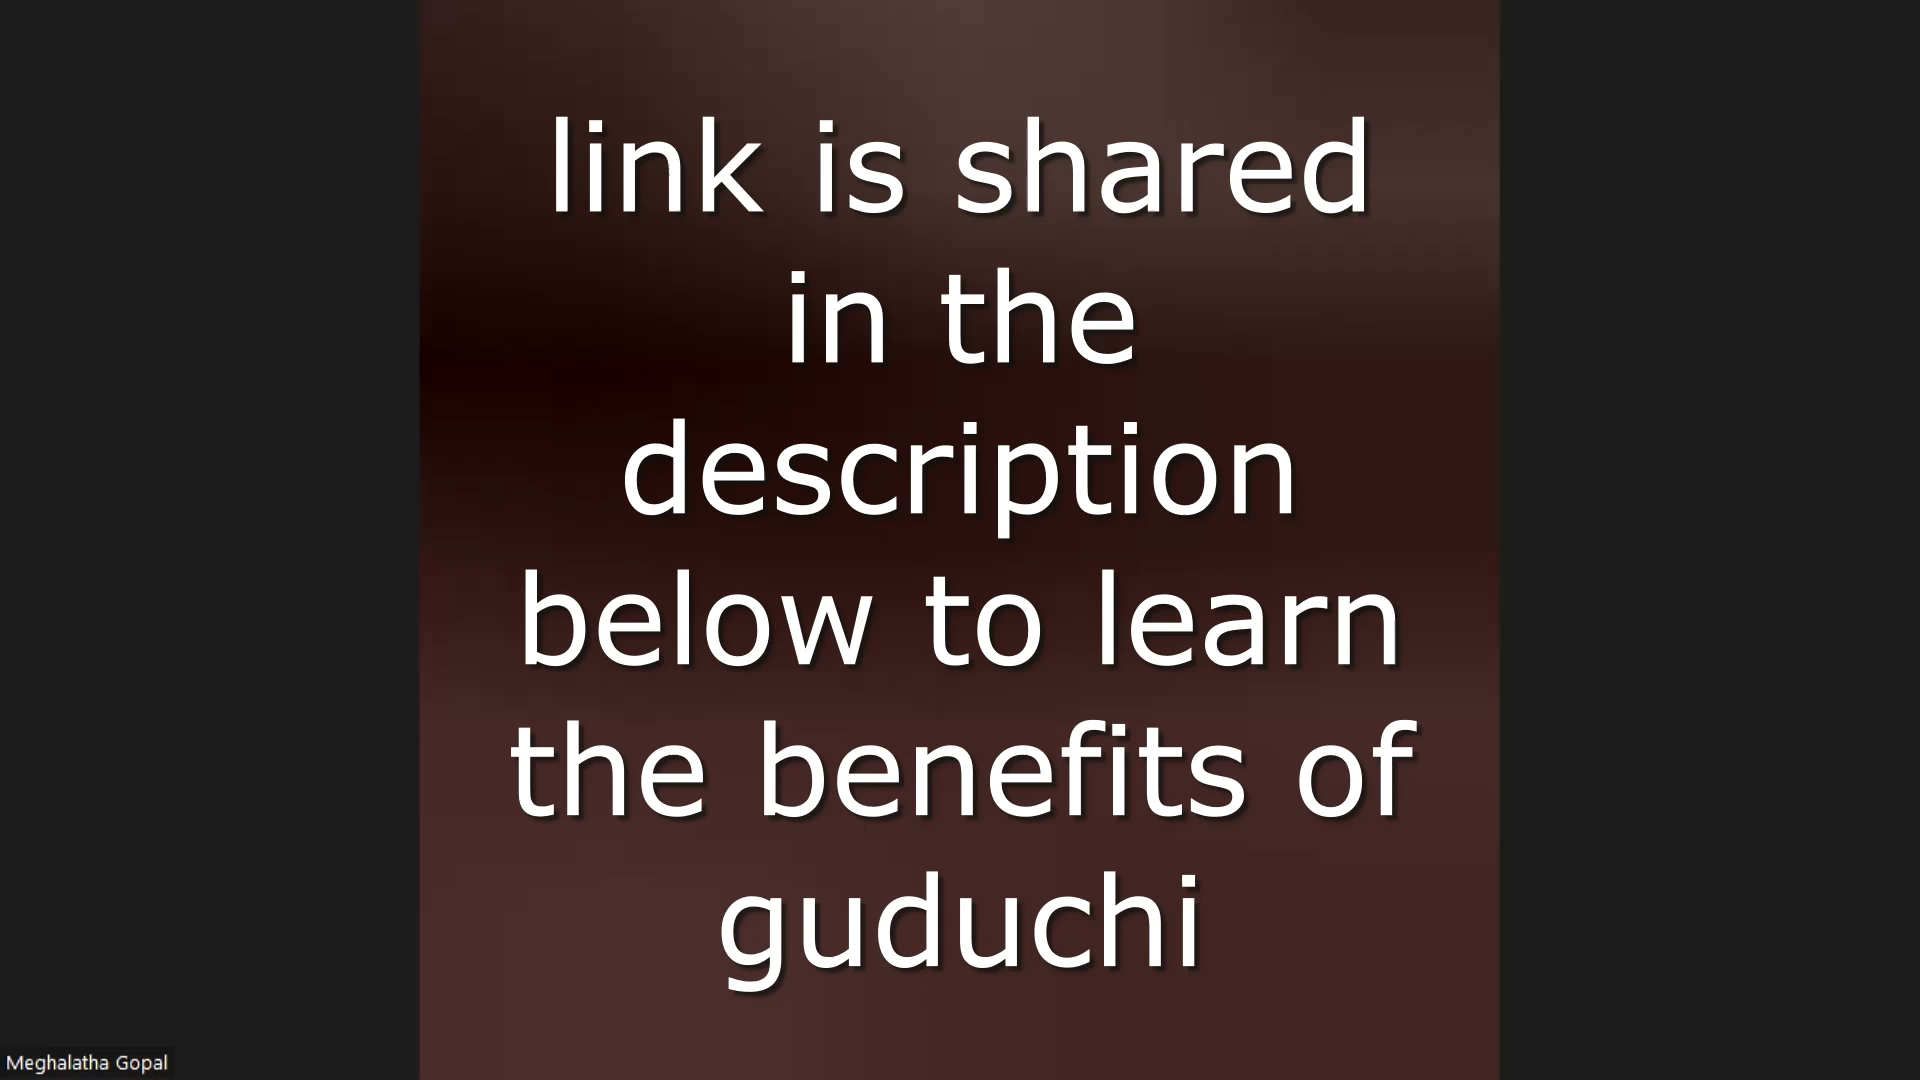 link is shared
in the
description
below to learn
the benefits of
guduchi
Meghalatha Gopal